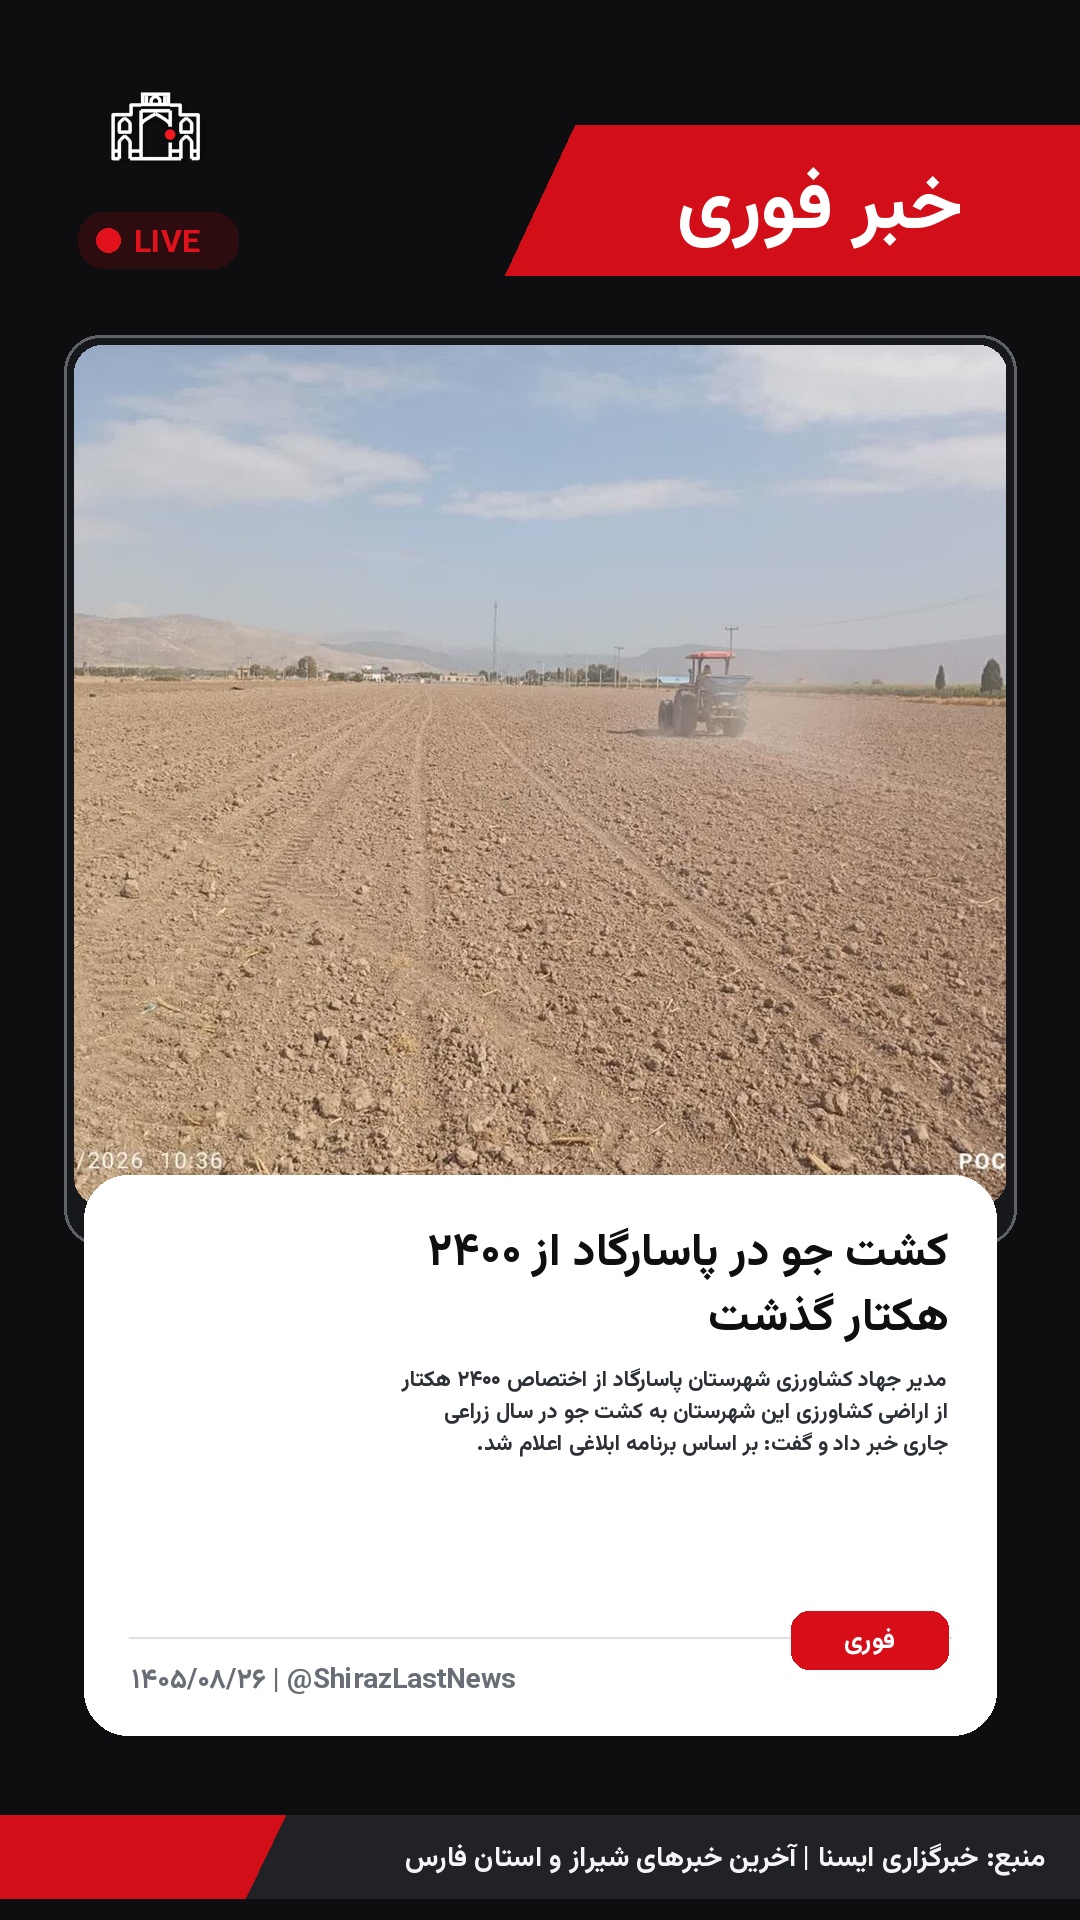 خبر فوری
LIVE
/2026 10:36
POC
کشت جو در پاسارگاد از ۲۴۰۰
هکتار گذشت
مدیر جهاد کشاورزی شهرستان پاسارگاد از اختصاص ۲۴۰۰ هکتار
از اراضی کشاورزی این شهرستان به کشت جو در سال زراعی
جاری خبر داد و گفت: بر اساس برنامه ابلاغی اعلام شد.
فوری
۱۴۰۵/۰۸/۲۶ | @ShirazLastNews
منبع: خبرگزاری ایسنا | آخرین خبرهای شیراز و استان فارس